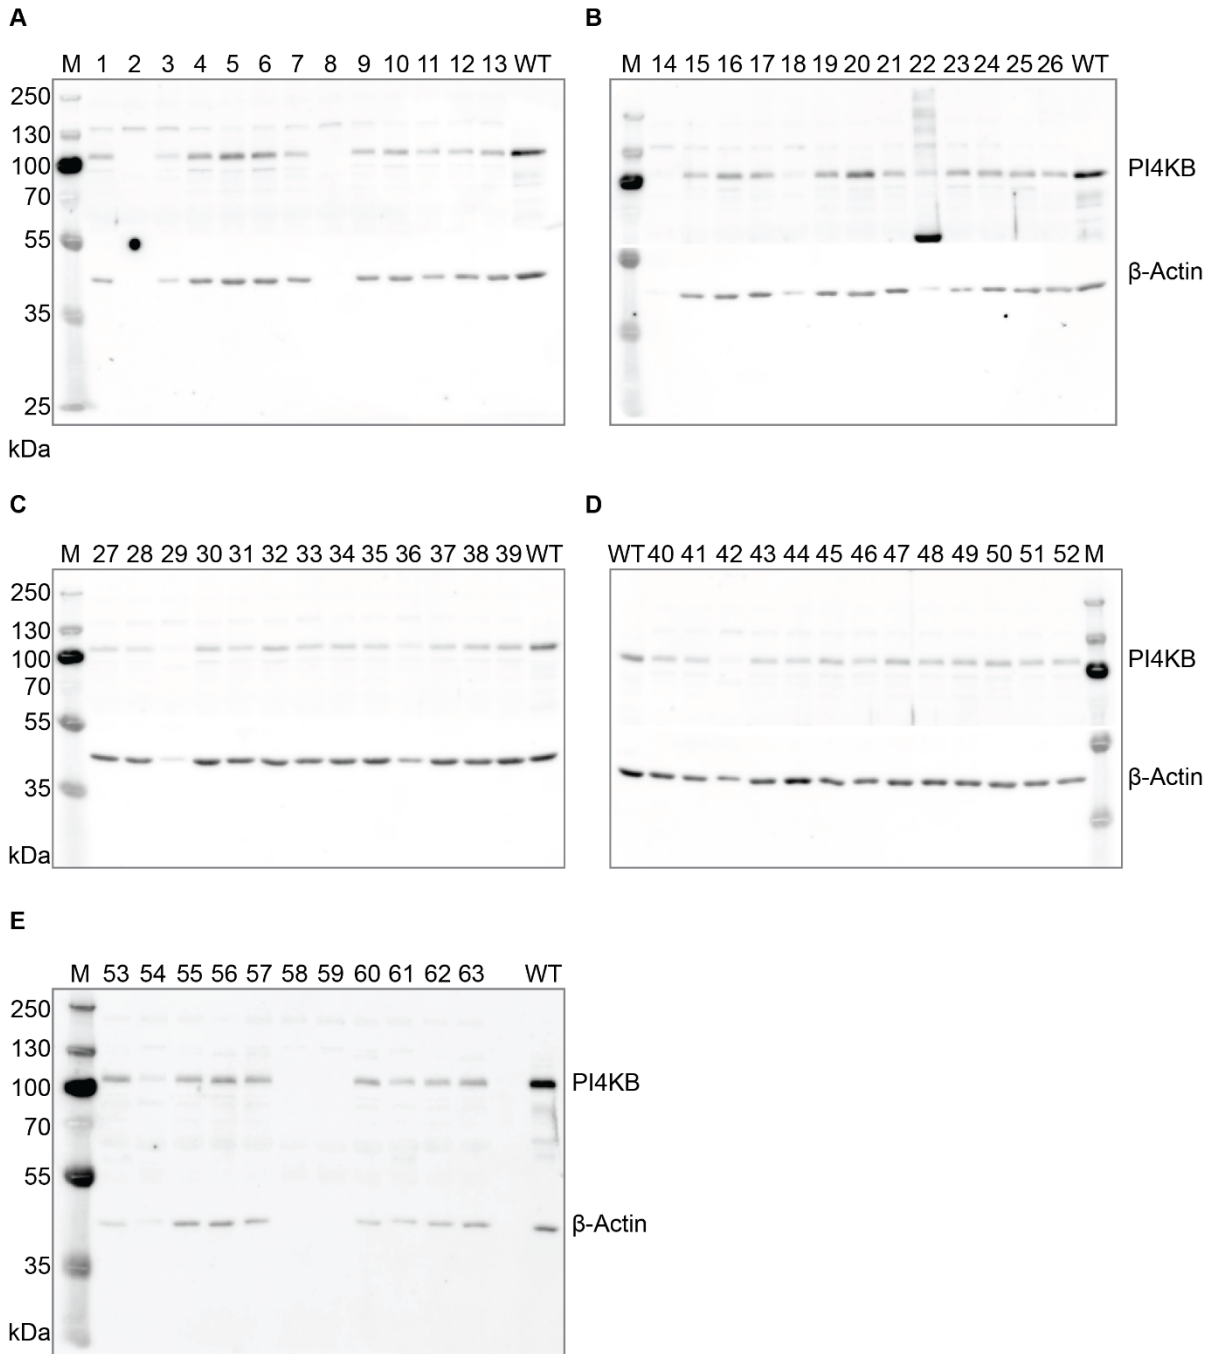 A
M 1 2 3 4 5 6 7 8 9 10 11 12 13 WT
250
130
100
70
55
35
25
kDa
B
M 14 15 16 17 18 19 20 21 22 23 24 25 26 WT
PI4KB
β-Actin
C
M 27 28 29 30 31 32 33 34 35 36 37 38 39 WT
250
130
100
70
55
35
kDa
D
WT 40 41 42 43 44 45 46 47 48 49 50 51 52 M
PI4KB
β-Actin
E
M 53 54 55 56 57 58 59 60 61 62 63 WT
250
130
100
70
55
35
kDa
PI4KB
β-Actin